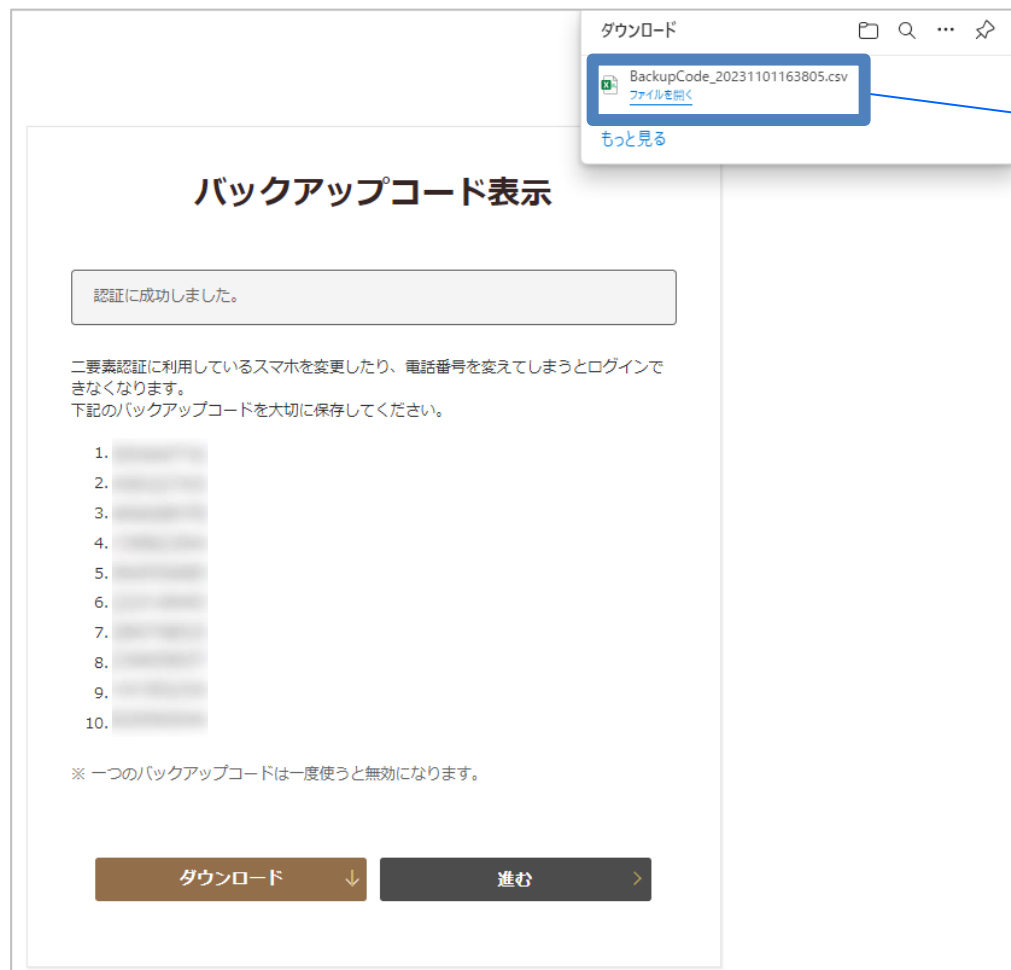 ダウンロード
BackupCode_20231101163805.csv
ファイルを開く
もっと見る
バックアップコード表示
認証に成功しました。
二要素認証に利用しているスマホを変更したり、電話番号を変えてしまうとログインで
きなくなります。
下記のバックアップコードを大切に保存してください。
1.
2.
3.
4.
5.
6.
7.
8.
9.
10.
※ 一つのバックアップコードは一度使うと無効になります。
ダウンロード
進む